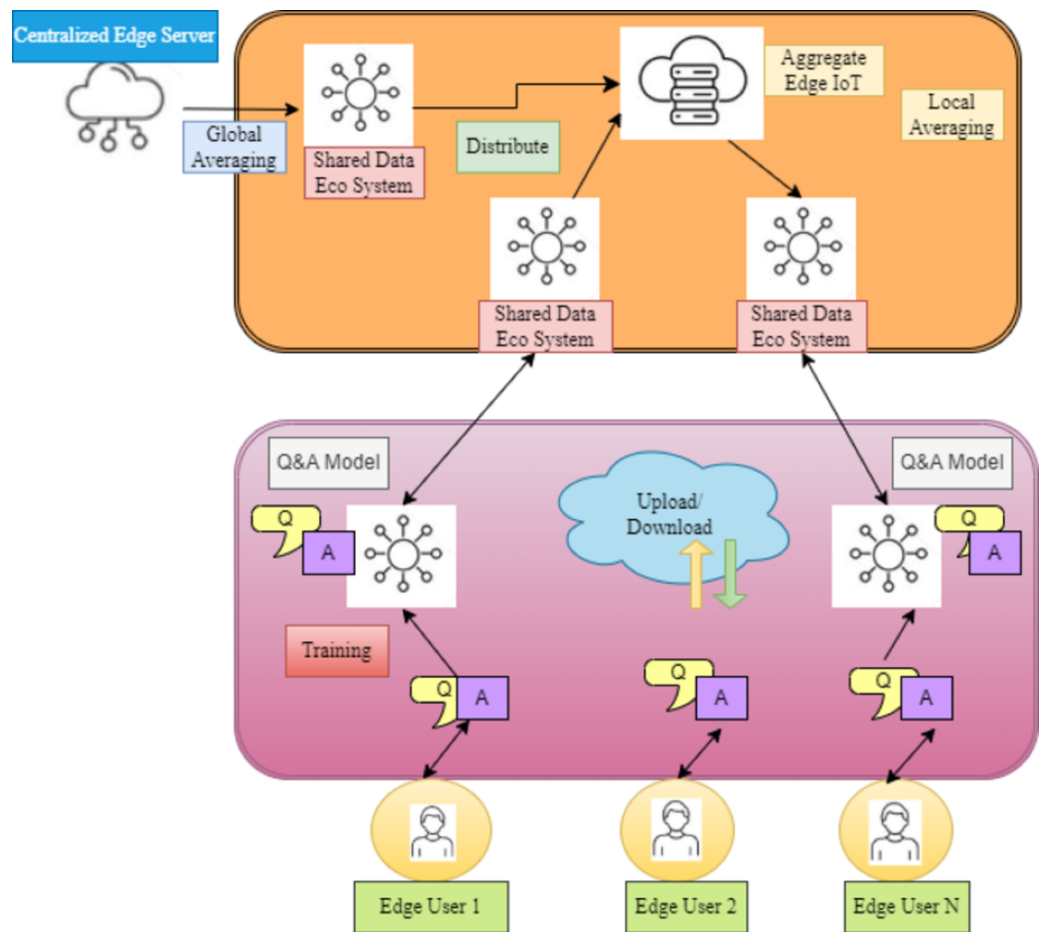 Centralized Edge Server
Global
Averaging
Shared Data
Eco System
Distribute
Aggregate
Edge IoT
Local
Averaging
Shared Data
Eco System
Shared Data
Eco System
Q&A Model
Q
A
Upload/
Download
Q&A Model
Q
A
Training
Q
A
Q
A
Q
A
Edge User 1
Edge User 2
Edge User N